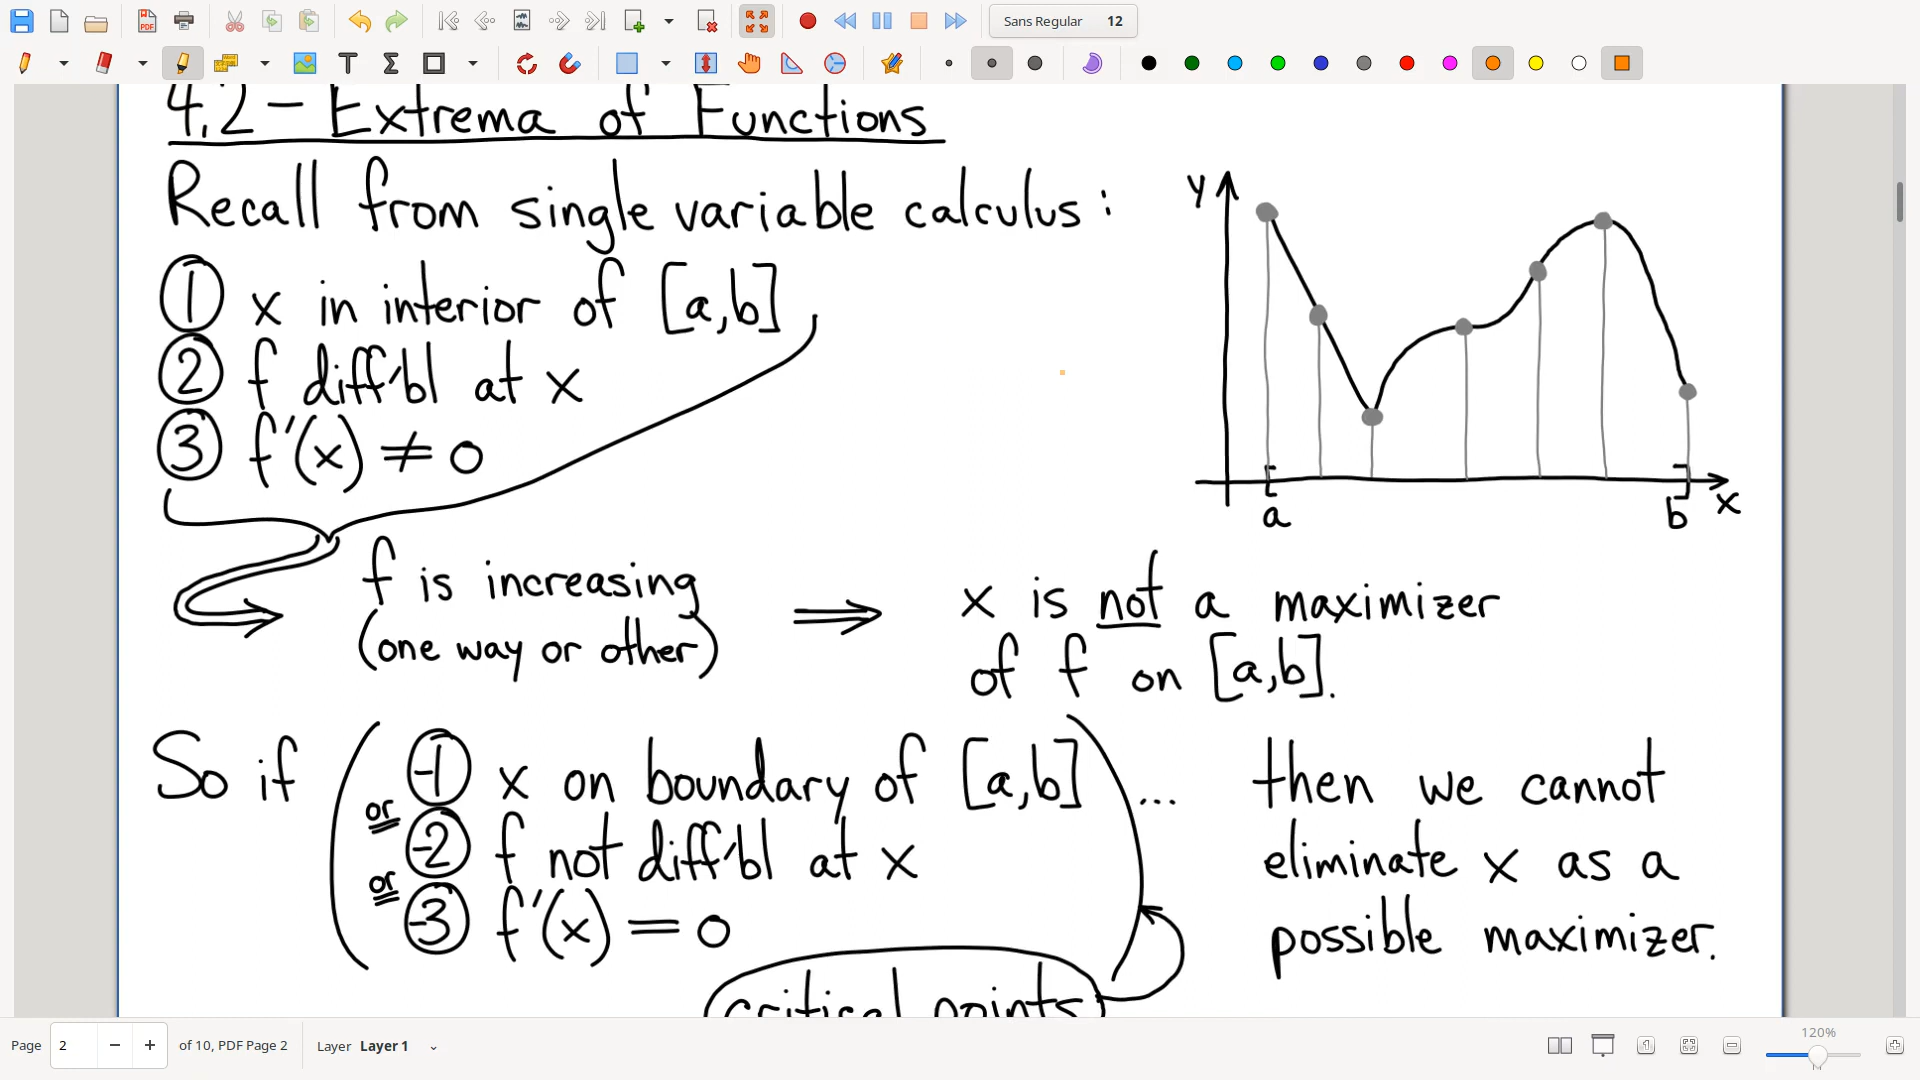 Sans Regular 12
4.2 - Extrema of Functions
Recall from single variable calculus:
① x in interior of [a,b]
② f diff'bl at x
③ f'(x) ≠ 0
y
a
b
x
f is increasing
(one way or other)
⟹
x is not a maximizer
of f on [a,b].
So if
-1 x on boundary of [a,b] ...
or
-2 f not diff'bl at x
or
-3 f'(x) = 0
then we cannot
eliminate x as a
possible maximizer.
critical points
Page 2 of 10, PDF Page 2 Layer Layer 1
120%